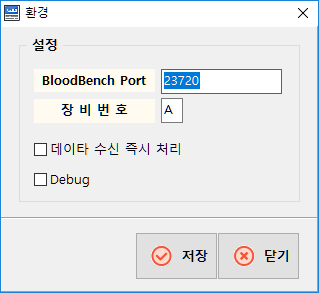 환경
설정
BloodBench Port
23720
장 비 번 호
A
데이타 수신 즉시 처리
Debug
저장
닫기